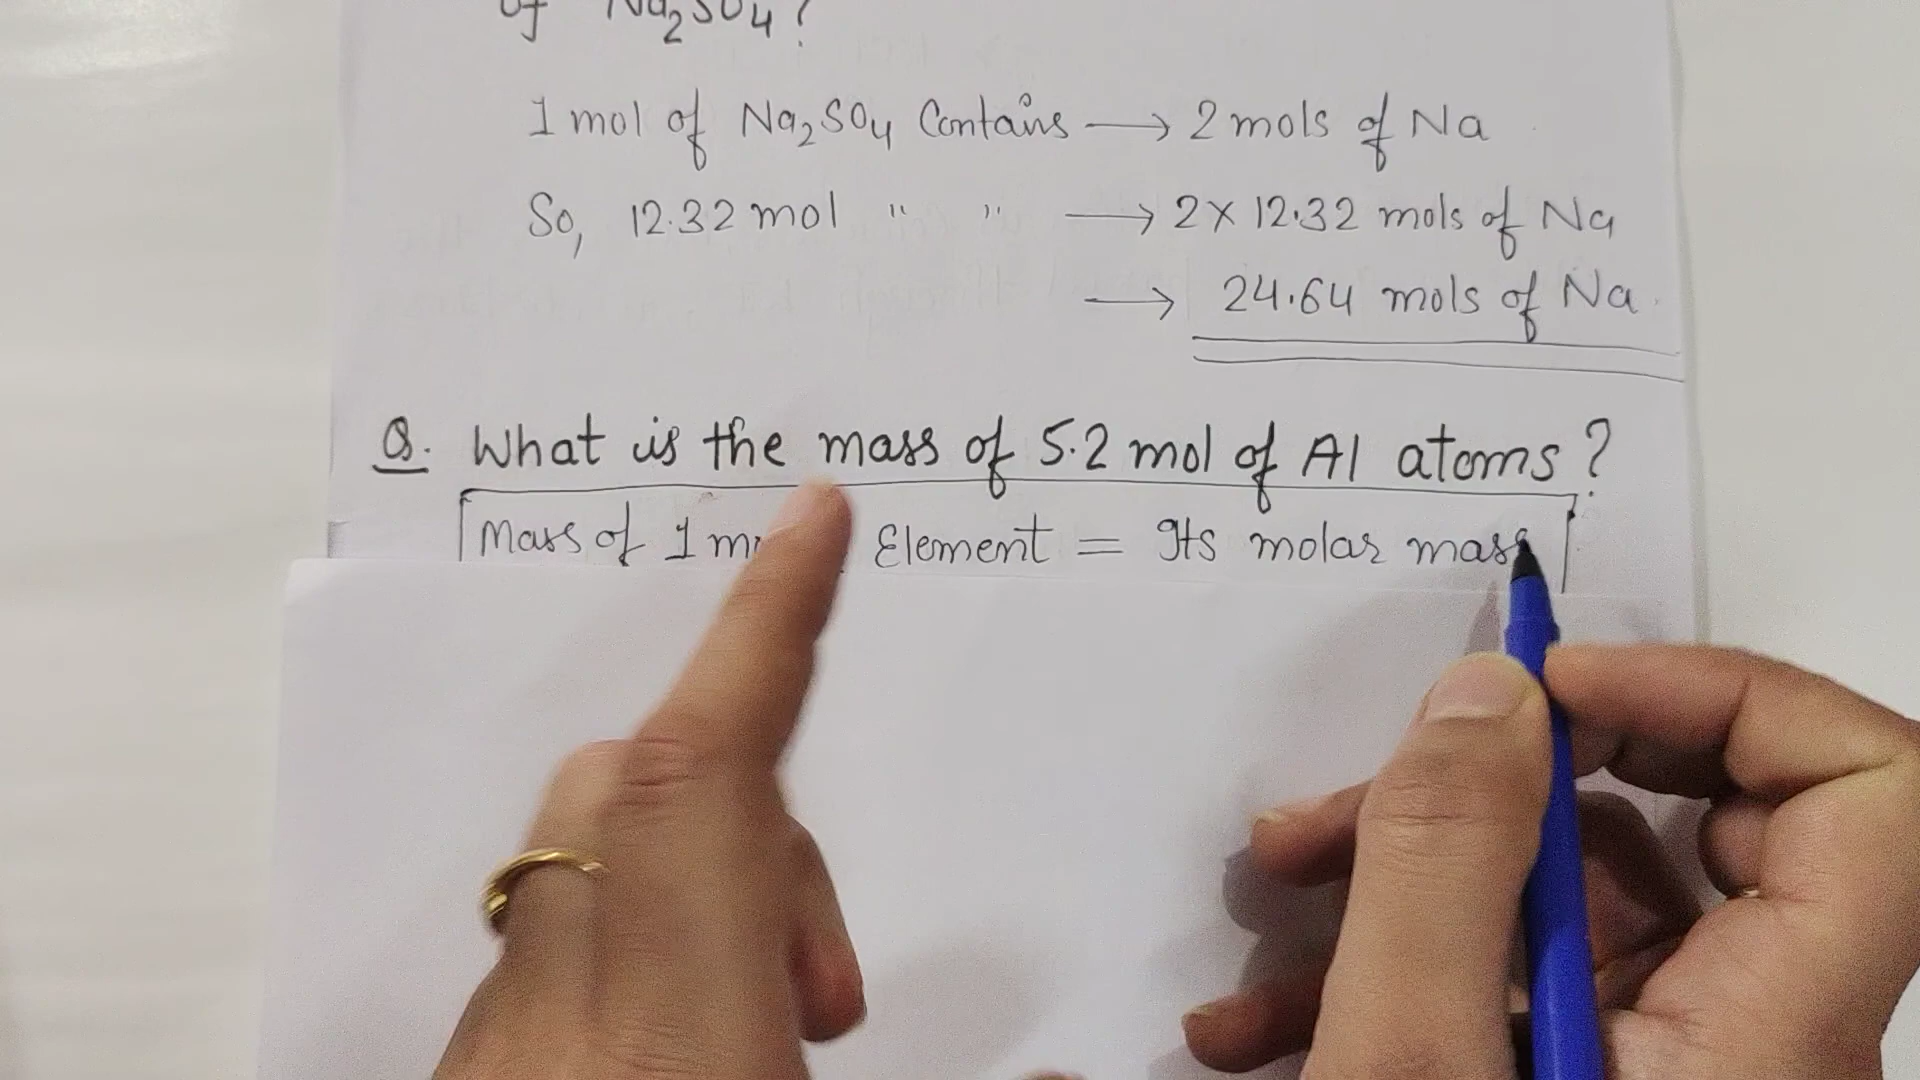 of Na2SO4?
1 mol of Na2SO4 Contains → 2 mols of Na
So, 12.32 mol " " → 2 × 12.32 mols of Na
→ 24.64 mols of Na.
Q. What is the mass of 5.2 mol of Al atoms?
Mass of 1 Element = Its molar mass